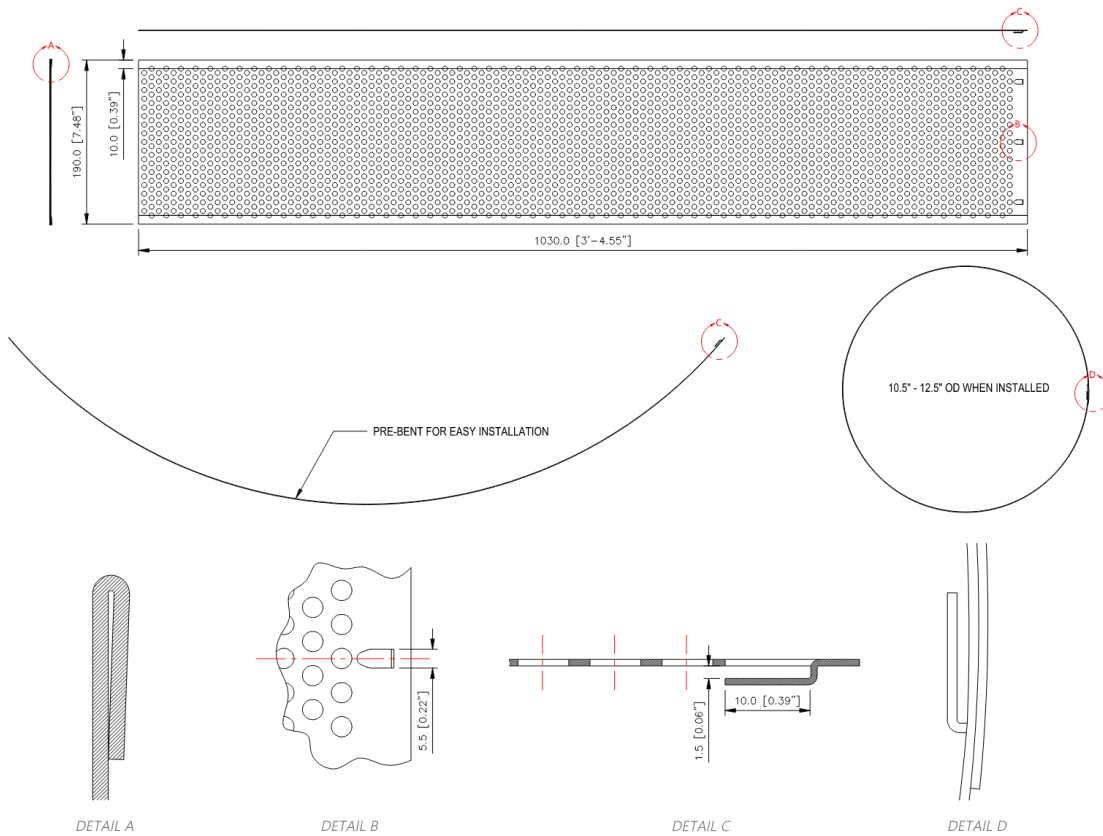 C
A
10.0 [0.39"]
190.0 [7.48"]
B
1030.0 [3'-4.55"]
C
D
10.5" - 12.5" OD WHEN INSTALLED
PRE-BENT FOR EASY INSTALLATION
5.5 [0.22"]
1.5 [0.06"]
10.0 [0.39"]
DETAIL A
DETAIL B
DETAIL C
DETAIL D